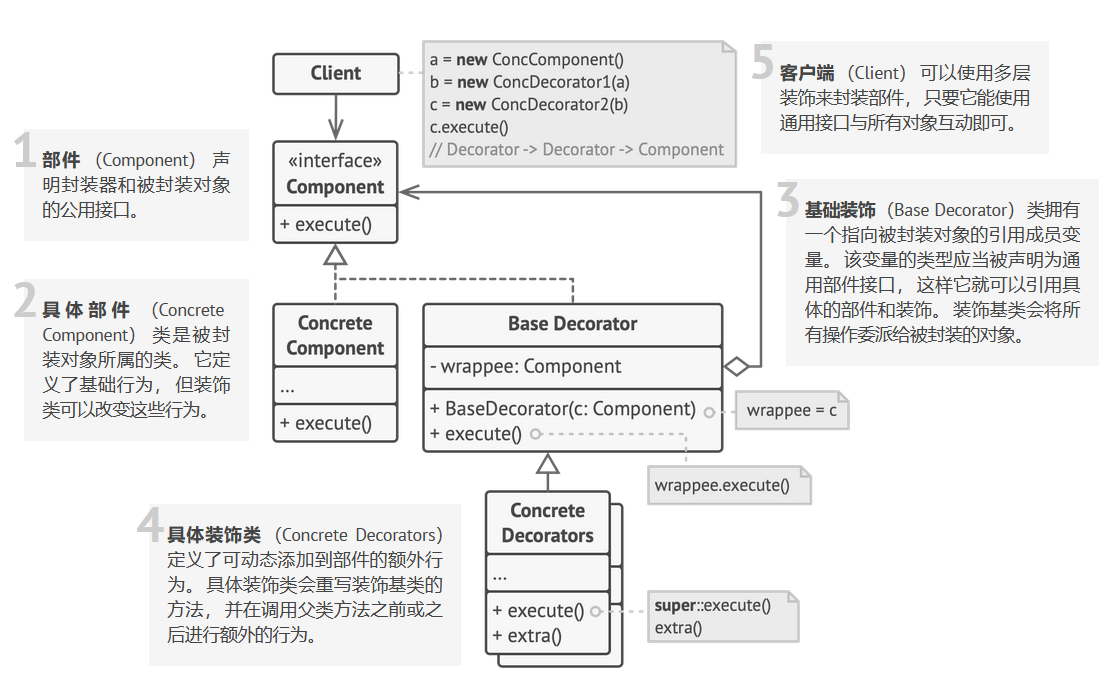 Client
a = new ConcComponent()
b = new ConcDecorator1(a)
c = new ConcDecorator2(b)
c.execute()
// Decorator -> Decorator -> Component
5
客户端 （Client） 可以使用多层
装饰来封装部件， 只要它能使用
通用接口与所有对象互动即可。
1
部件 （Component） 声
明封装器和被封装对象
的公用接口。
«interface»
Component
+ execute()
3
基础装饰 （Base Decorator） 类拥有
一个指向被封装对象的引用成员变
量。 该变量的类型应当被声明为通
用部件接口， 这样它就可以引用具
体的部件和装饰。 装饰基类会将所
有操作委派给被封装的对象。
2
具体部件 （Concrete
Component） 类是被封
装对象所属的类。 它定
义了基础行为， 但装饰
类可以改变这些行为。
Concrete
Component
...
+ execute()
Base Decorator
- wrappee: Component
+ BaseDecorator(c: Component)
+ execute()
wrappee = c
wrappee.execute()
4
具体装饰类 （Concrete Decorators）
定义了可动态添加到部件的额外行
为。 具体装饰类会重写装饰基类的
方法， 并在调用父类方法之前或之
后进行额外的行为。
Concrete
Decorators
...
+ execute()
+ extra()
super::execute()
extra()